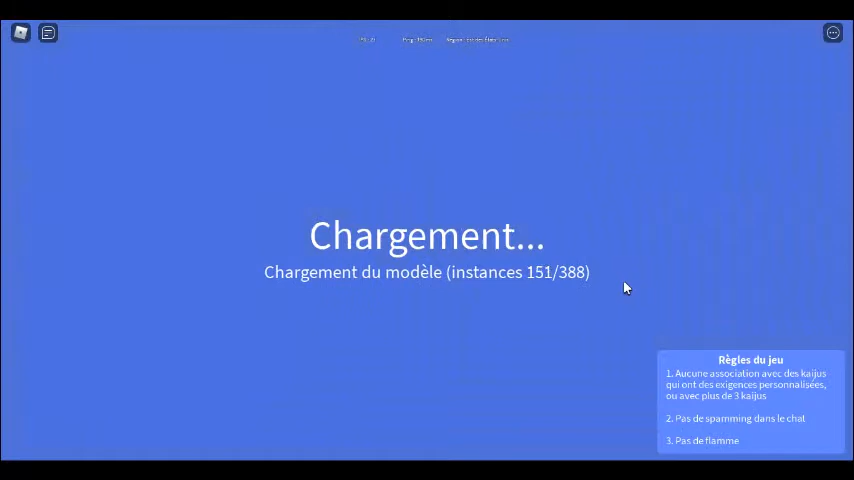 Chargement...
Chargement du modèle (instances 151/388)
Règles du jeu
1. Aucune association avec des kaijus
qui ont des exigences personnalisées,
ou avec plus de 3 kaijus
2. Pas de spamming dans le chat
3. Pas de flamme